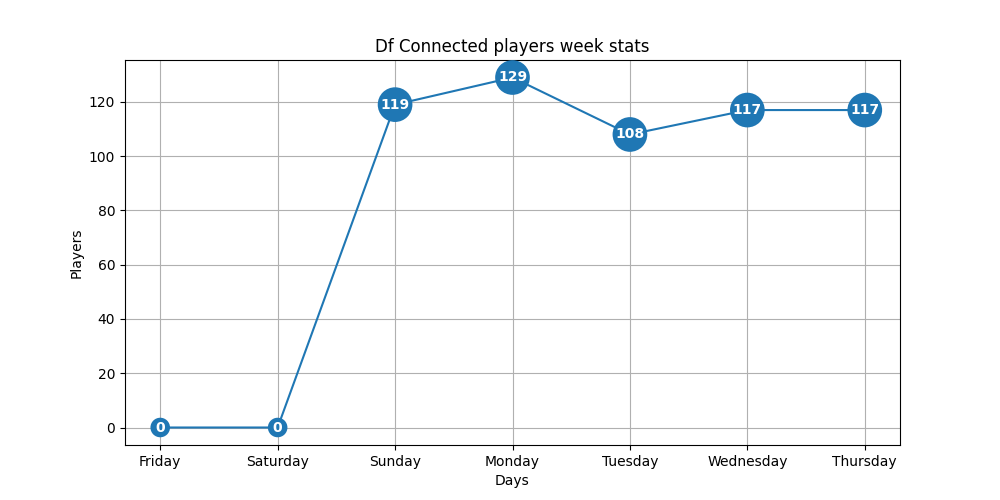 Df Connected players week stats
129
120
119
117
117
108
100
80
Players
60
40
20
0
0
0
Friday
Saturday
Sunday
Monday
Tuesday
Wednesday
Thursday
Days